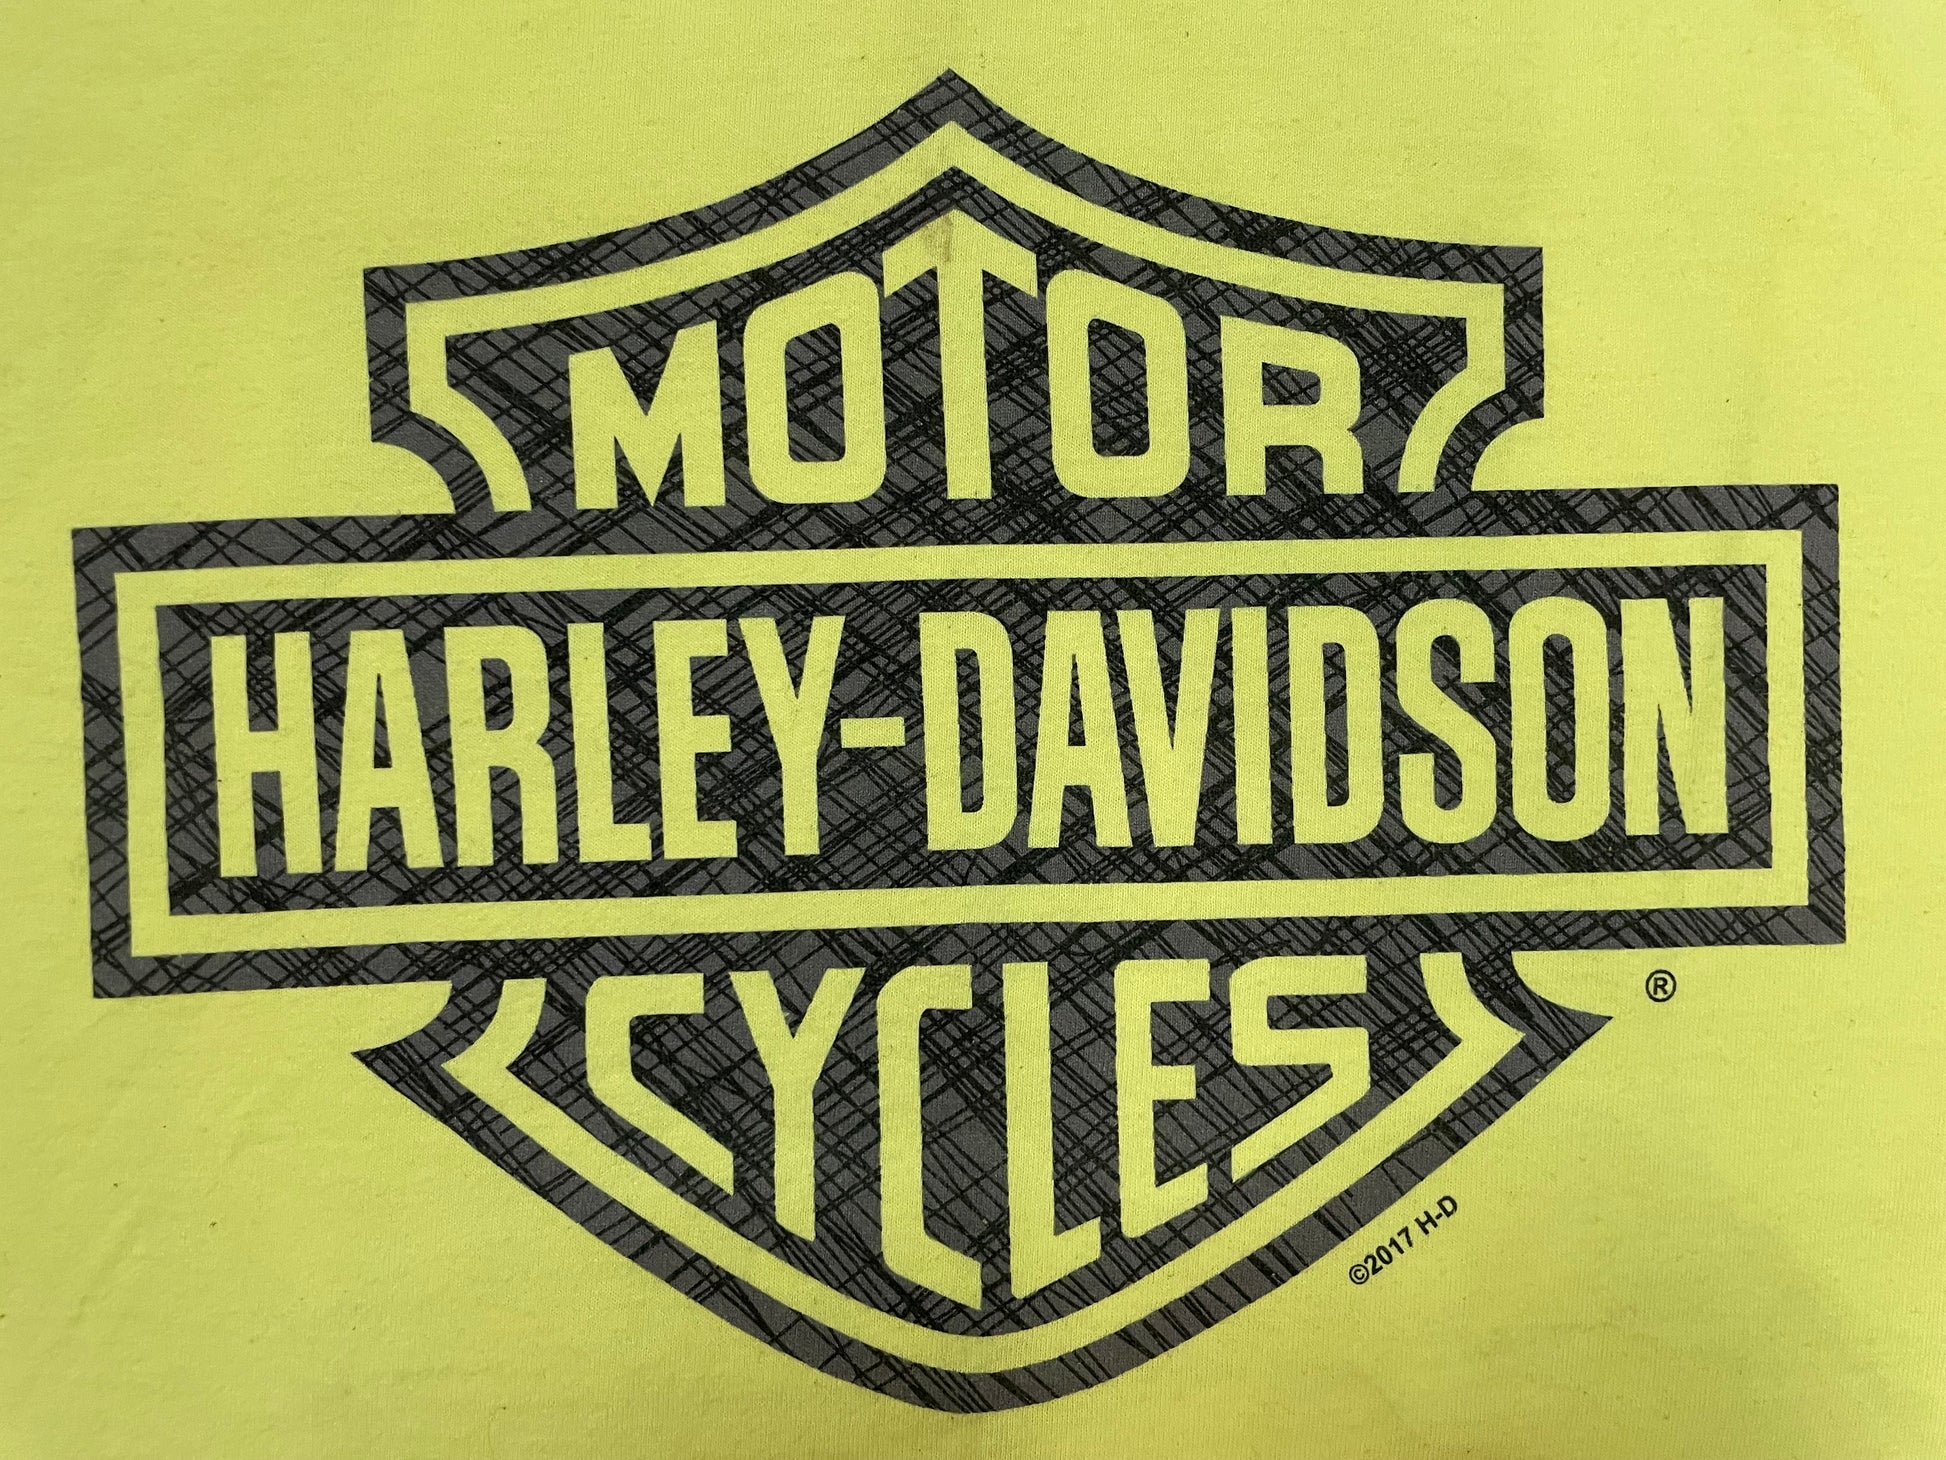 MOTOR
HARLEY-DAVIDSON
®
CYCLES
©2017 H-D